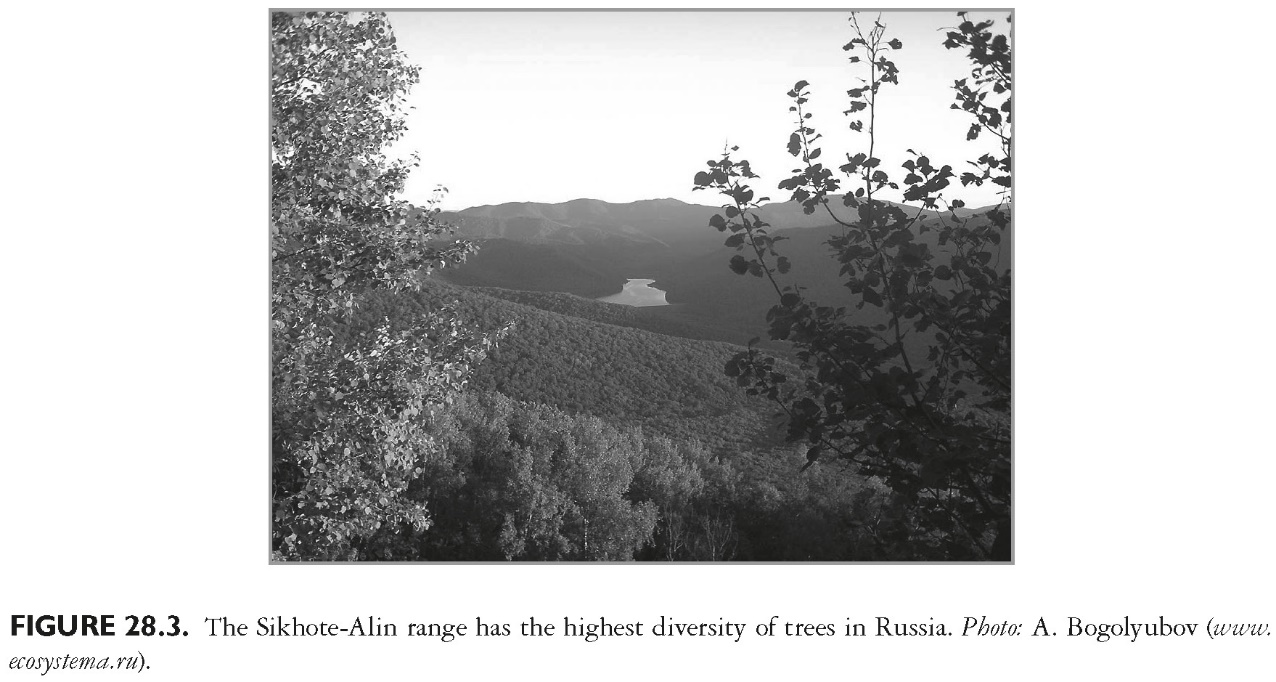 FIGURE 28.3. The Sikhote-Alin range has the highest diversity of trees in Russia. Photo: A. Bogolyubov (www.
ecosystema.ru).